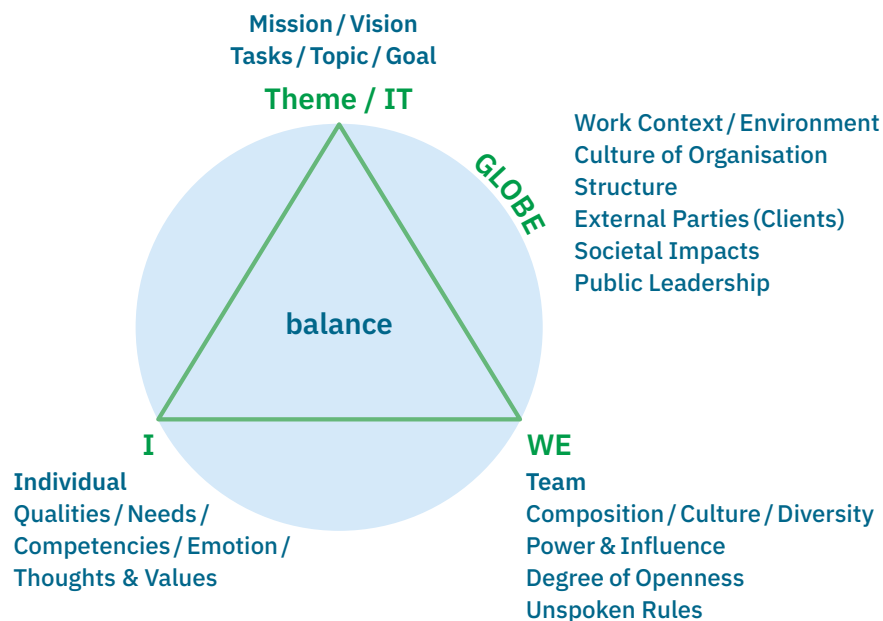 Mission / Vision
Tasks / Topic / Goal
Theme / IT
GLOBE
Work Context / Environment
Culture of Organisation
Structure
External Parties (Clients)
Societal Impacts
Public Leadership
balance
I
Individual
Qualities / Needs /
Competencies / Emotion /
Thoughts & Values
WE
Team
Composition / Culture / Diversity
Power & Influence
Degree of Openness
Unspoken Rules